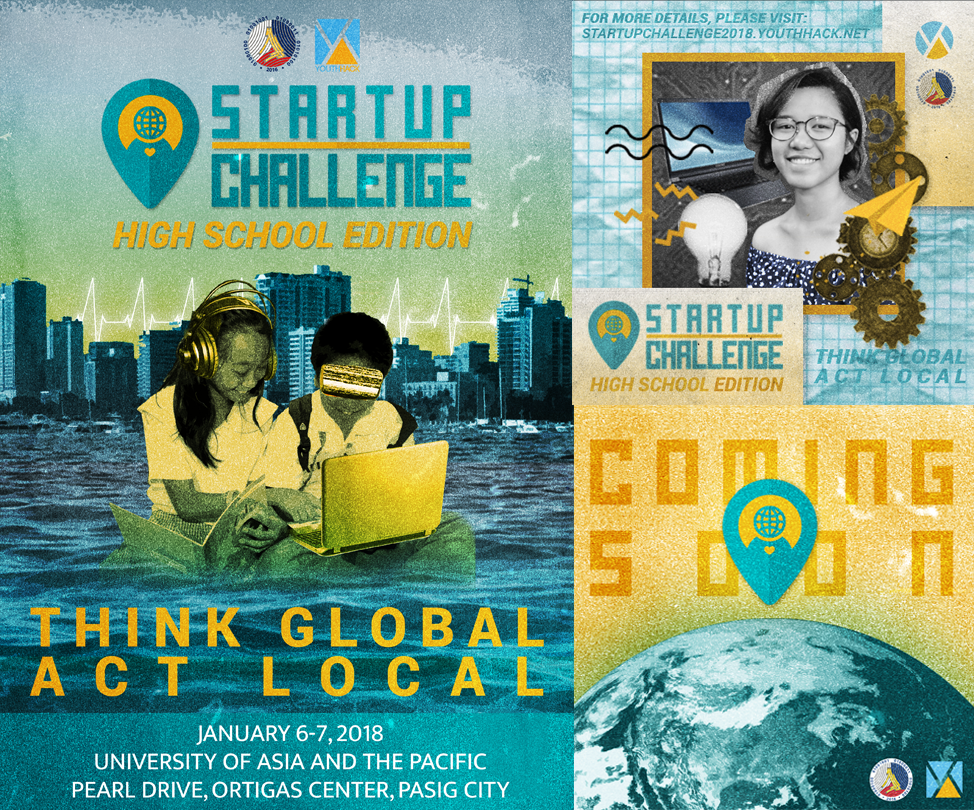 YOUTHHACK
STARTUP
CHALLENGE
HIGH SCHOOL EDITION
THINK GLOBAL
ACT LOCAL
JANUARY 6-7, 2018
UNIVERSITY OF ASIA AND THE PACIFIC
PEARL DRIVE, ORTIGAS CENTER, PASIG CITY
FOR MORE DETAILS, PLEASE VISIT:
STARTUPCHALLENGE2018.YOUTHHACK.NET
STARTUP
CHALLENGE
HIGH SCHOOL EDITION
THINK GLOBAL
ACT LOCAL
COMING
SOON